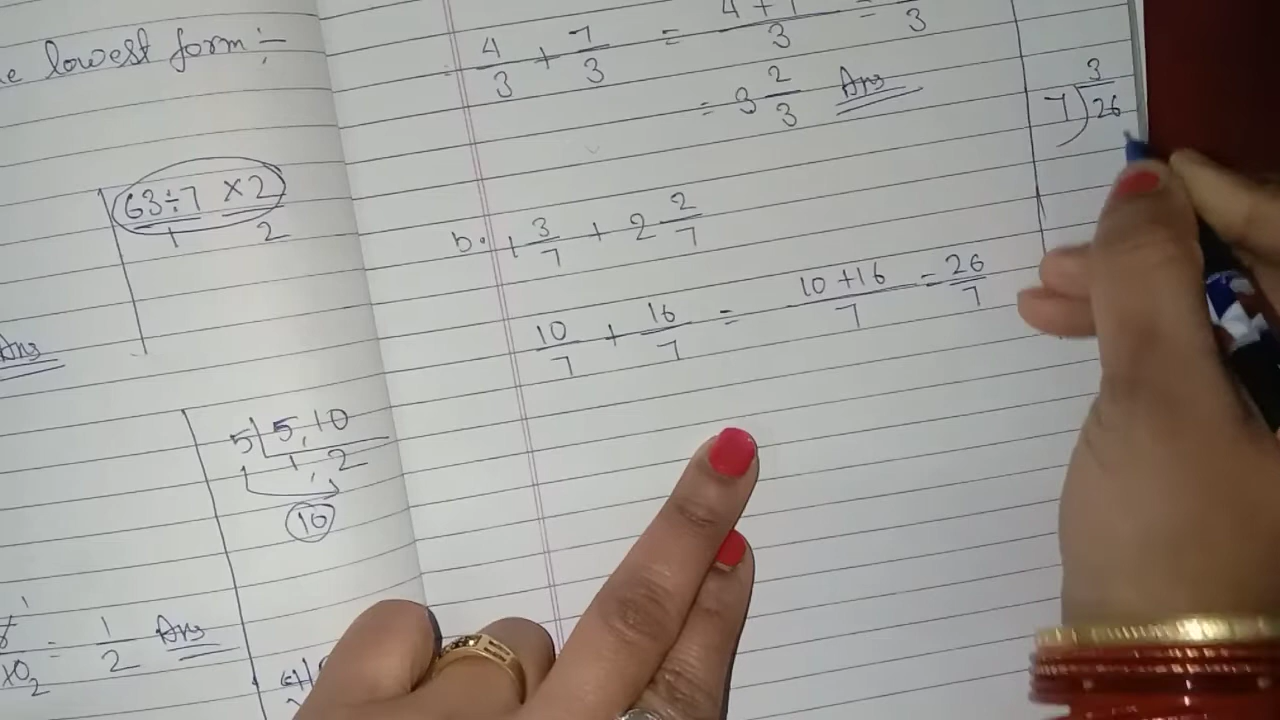 e lowest form :-
63÷7 ×2
1 2
Ans
5 5,10
1, 2
10
1/2 Ans
4/3 + 7/3 = 4+7/3 = /3
= 3 2/3 Ans
b. 1 3/7 + 2 2/7
10/7 + 16/7 = 10+16/7 = 26/7
3
7)26